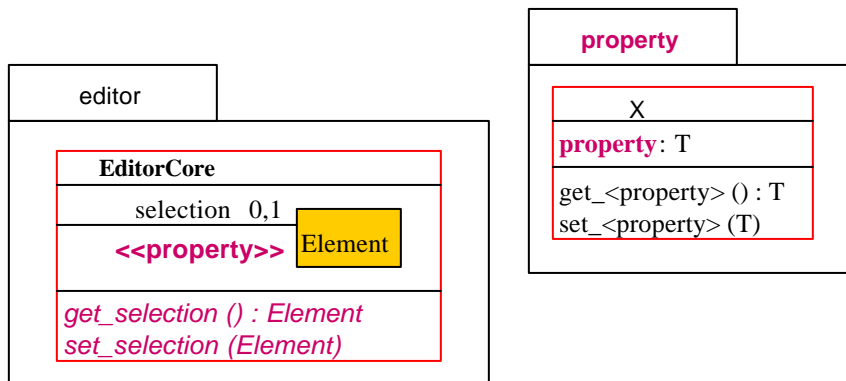 editor
EditorCore
selection 0,1
<<property>>
Element
get_selection () : Element
set_selection (Element)
property
X
property: T
get_<property> () : T
set_<property> (T)